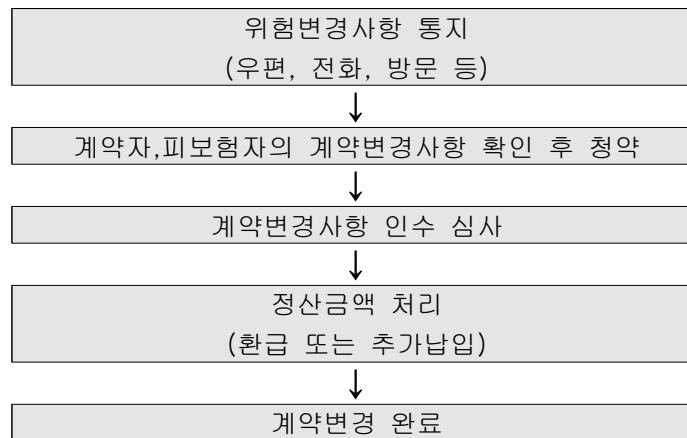 위험변경사항 통지
(우편, 전화, 방문 등)
계약자,피보험자의 계약변경사항 확인 후 청약
계약변경사항 인수 심사
정산금액 처리
(환급 또는 추가납입)
계약변경 완료